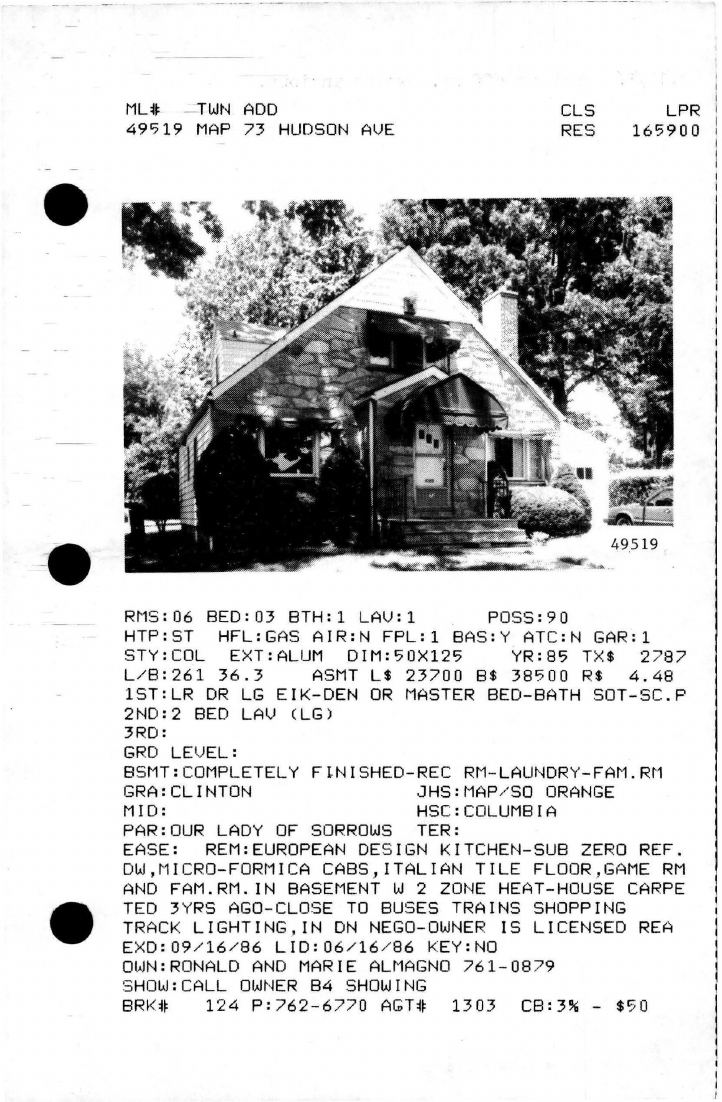 ML# TWN ADD CLS LPR
49519 MAP 73 HUDSON AVE RES 165900
49519
RMS:06 BED:03 BTH:1 LAV:1 POSS:90
HTP:ST HFL:GAS AIR:N FPL:1 BAS:Y ATC:N GAR:1
STY:COL EXT:ALUM DIM:50X125 YR:85 TX$ 2787
L/B:261 36.3 ASMT L$ 23700 B$ 38500 R$ 4.48
1ST:LR DR LG EIK-DEN OR MASTER BED-BATH SOT-SC.P
2ND:2 BED LAV (LG)
3RD:
GRD LEVEL:
BSMT:COMPLETELY FINISHED-REC RM-LAUNDRY-FAM.RM
GRA:CLINTON JHS:MAP/SO ORANGE
MID: HSC:COLUMBIA
PAR:OUR LADY OF SORROWS TER:
EASE: REM:EUROPEAN DESIGN KITCHEN-SUB ZERO REF.
DW,MICRO-FORMICA CABS,ITALIAN TILE FLOOR,GAME RM
AND FAM.RM.IN BASEMENT W 2 ZONE HEAT-HOUSE CARPE
TED 3YRS AGO-CLOSE TO BUSES TRAINS SHOPPING
TRACK LIGHTING,IN DN NEGO-OWNER IS LICENSED REA
EXD:09/16/86 LID:06/16/86 KEY:NO
OWN:RONALD AND MARIE ALMAGNO 761-0879
SHOW:CALL OWNER B4 SHOWING
BRK# 124 P:762-6770 AGT# 1303 CB:3% - $50